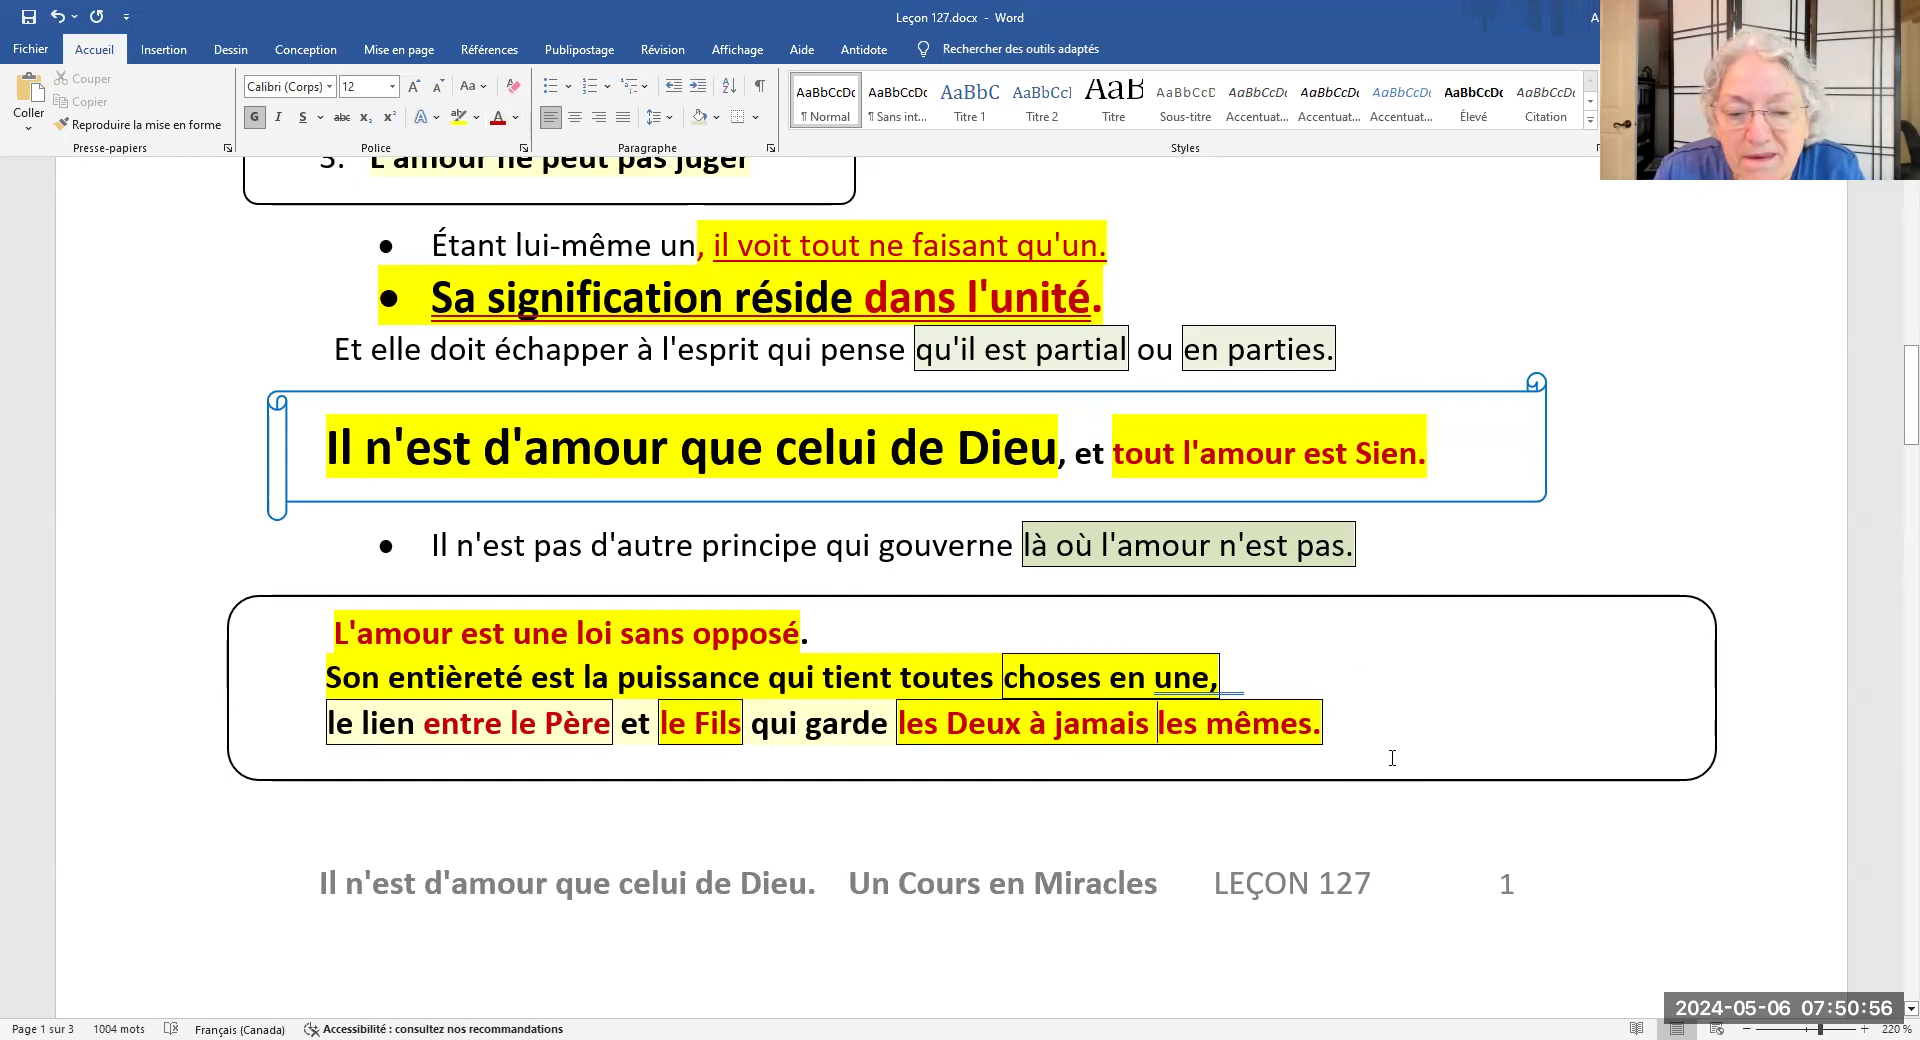 Leçon 127.docx - Word
A
Fichier Accueil Insertion Dessin Conception Mise en page Références Publipostage Révision Affichage Aide Antidote Rechercher des outils adaptés
Coller
Couper
Copier
Reproduire la mise en forme
Presse-papiers
Calibri (Corps) 12
G I S abc x₂ x²
Police
Paragraphe
AaBbCcDc AaBbCcDc AaBbC AaBbCcI AaB AaBbCcD AaBbCcDc AaBbCcDc AaBbCcDc AaBbCcDc AaBbCcDc
¶ Normal ¶ Sans int... Titre 1 Titre 2 Titre Sous-titre Accentuat... Accentuat... Accentuat... Élevé Citation
Styles
3. L'amour ne peut pas juger
• Étant lui-même un, il voit tout ne faisant qu'un.
• Sa signification réside dans l'unité.
Et elle doit échapper à l'esprit qui pense qu'il est partial ou en parties.
Il n'est d'amour que celui de Dieu, et tout l'amour est Sien.
• Il n'est pas d'autre principe qui gouverne là où l'amour n'est pas.
L'amour est une loi sans opposé.
Son entièreté est la puissance qui tient toutes choses en une,
le lien entre le Père et le Fils qui garde les Deux à jamais les mêmes.
Il n'est d'amour que celui de Dieu. Un Cours en Miracles LEÇON 127 1
2024-05-06 07:50:56
Page 1 sur 3 1004 mots Français (Canada) Accessibilité : consultez nos recommandations 220 %